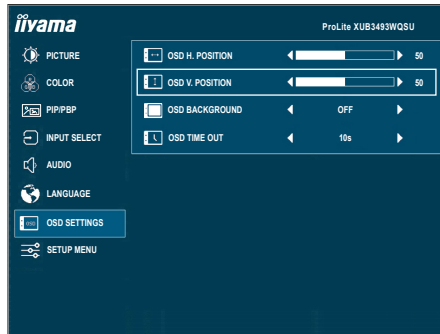 iiyama
ProLite XUB3493WQSU
PICTURE
COLOR
PIP/PBP
INPUT SELECT
AUDIO
LANGUAGE
OSD SETTINGS
SETUP MENU
OSD H. POSITION 50
OSD V. POSITION 50
OSD BACKGROUND OFF
OSD TIME OUT 10s